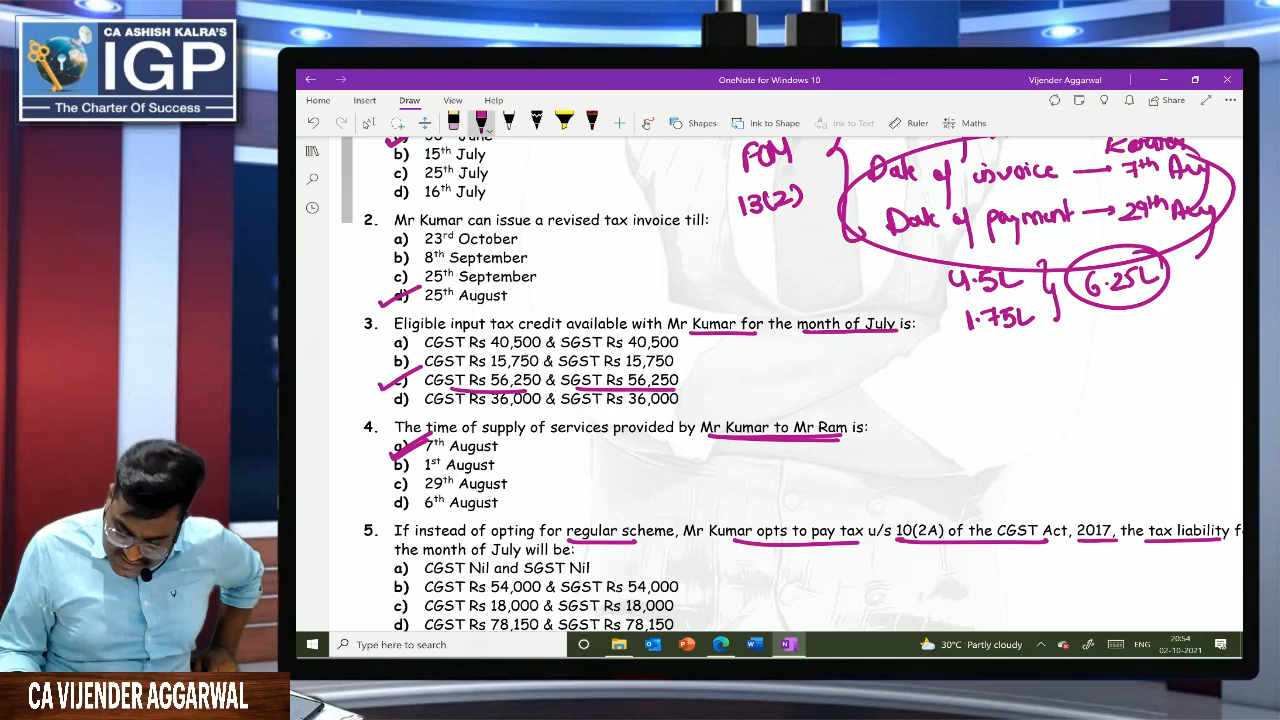 CA ASHISH KALRA'S
IGP
The Charter Of Success
OneNote for Windows 10
Vijender Aggarwal
Home Insert Draw View Help
Share
Shapes
Ink to Shape
Ink to Text
Ruler
Maths
b) 15th July
c) 25th July
d) 16th July
2. Mr Kumar can issue a revised tax invoice till:
a) 23rd October
b) 8th September
c) 25th September
d) 25th August
3. Eligible input tax credit available with Mr Kumar for the month of July is:
a) CGST Rs 40,500 & SGST Rs 40,500
b) CGST Rs 15,750 & SGST Rs 15,750
c) CGST Rs 56,250 & SGST Rs 56,250
d) CGST Rs 36,000 & SGST Rs 36,000
4. The time of supply of services provided by Mr Kumar to Mr Ram is:
a) 7th August
b) 1st August
c) 29th August
d) 6th August
5. If instead of opting for regular scheme, Mr Kumar opts to pay tax u/s 10(2A) of the CGST Act, 2017, the tax liability
the month of July will be:
a) CGST Nil and SGST Nil
b) CGST Rs 54,000 & SGST Rs 54,000
c) CGST Rs 18,000 & SGST Rs 18,000
d) CGST Rs 78,150 & SGST Rs 78,150
13(2)
Date of invoice → 7th Aug
Date of payment → 29th Aug
4.5L
1.75L
6.25L
Type here to search
30°C Partly cloudy
ENG
20:54
02-10-2021
CA VIJENDER AGGARWAL